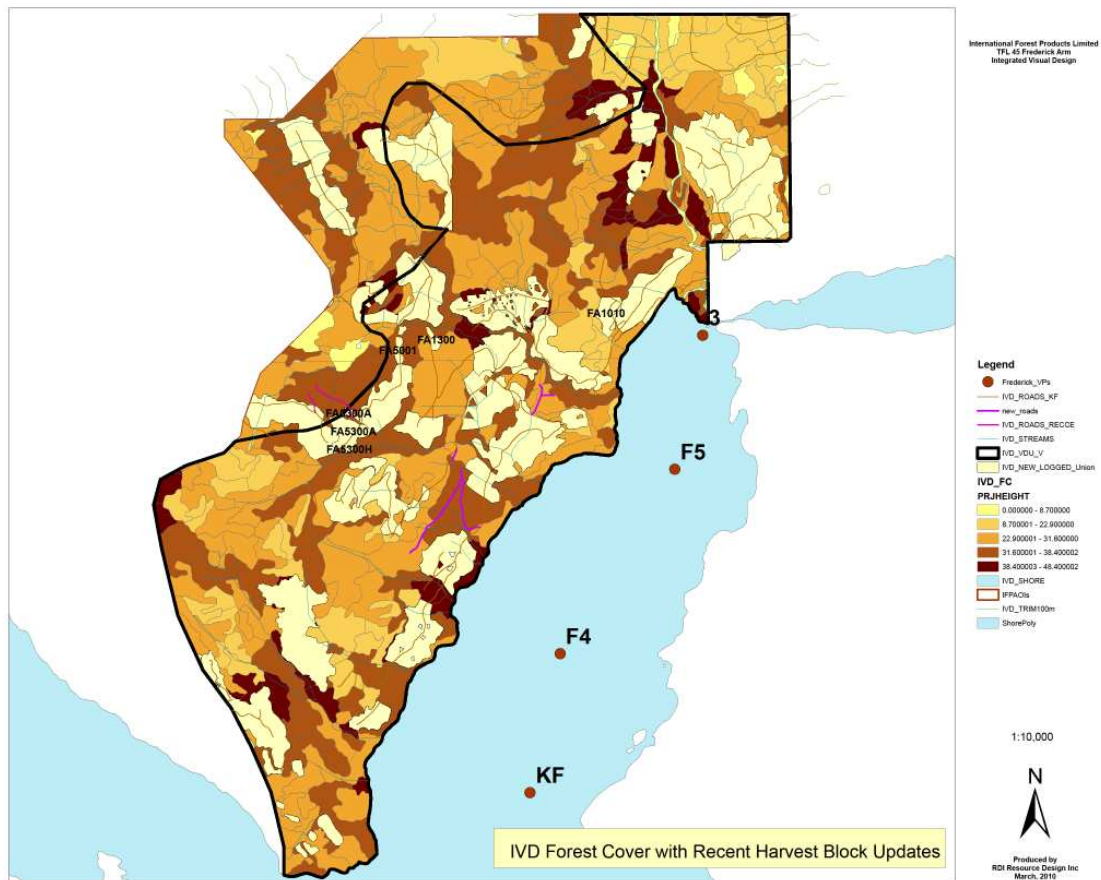 International Forest Products Limited
TFL 45 Frederick Arm
Integrated Visual Design
FA1010
3
FA1300
FA5001
FA5300A
FA5300A
FA5300H
F5
F4
KF
Legend
Frederick_VPs
IVD_ROADS_KF
new_roads
IVD_ROADS_RECCE
IVD_STREAMS
IVD_VDU_V
IVD_NEW_LOGGED_Union
IVD_FC
PRJHEIGHT
0.000000 - 8.700000
8.700001 - 22.900000
22.900001 - 31.600000
31.600001 - 38.400002
38.400003 - 48.400002
IVD_SHORE
IFPAOIs
IVD_TRIM100m
ShorePoly
1:10,000
N
Produced by
RDI Resource Design Inc
March, 2010
IVD Forest Cover with Recent Harvest Block Updates